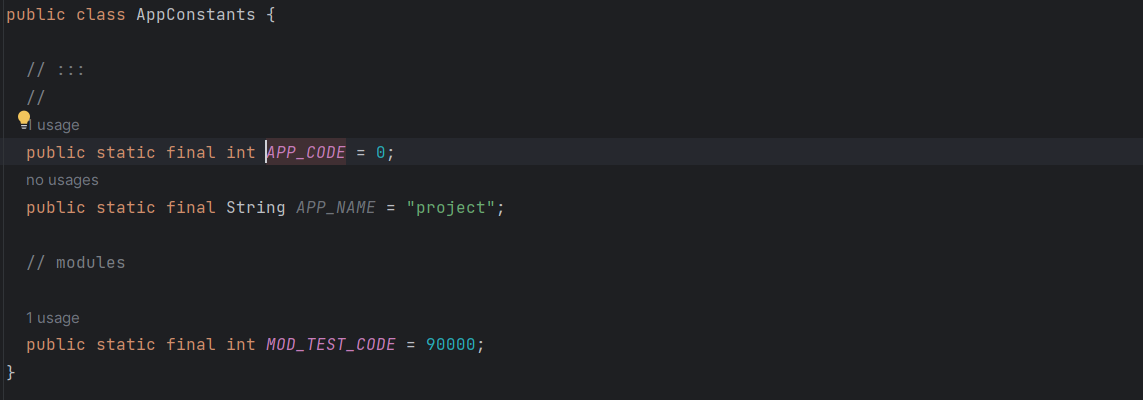 public class AppConstants {
// :::
//
1 usage
public static final int APP_CODE = 0;
no usages
public static final String APP_NAME = "project";
// modules
1 usage
public static final int MOD_TEST_CODE = 90000;
}